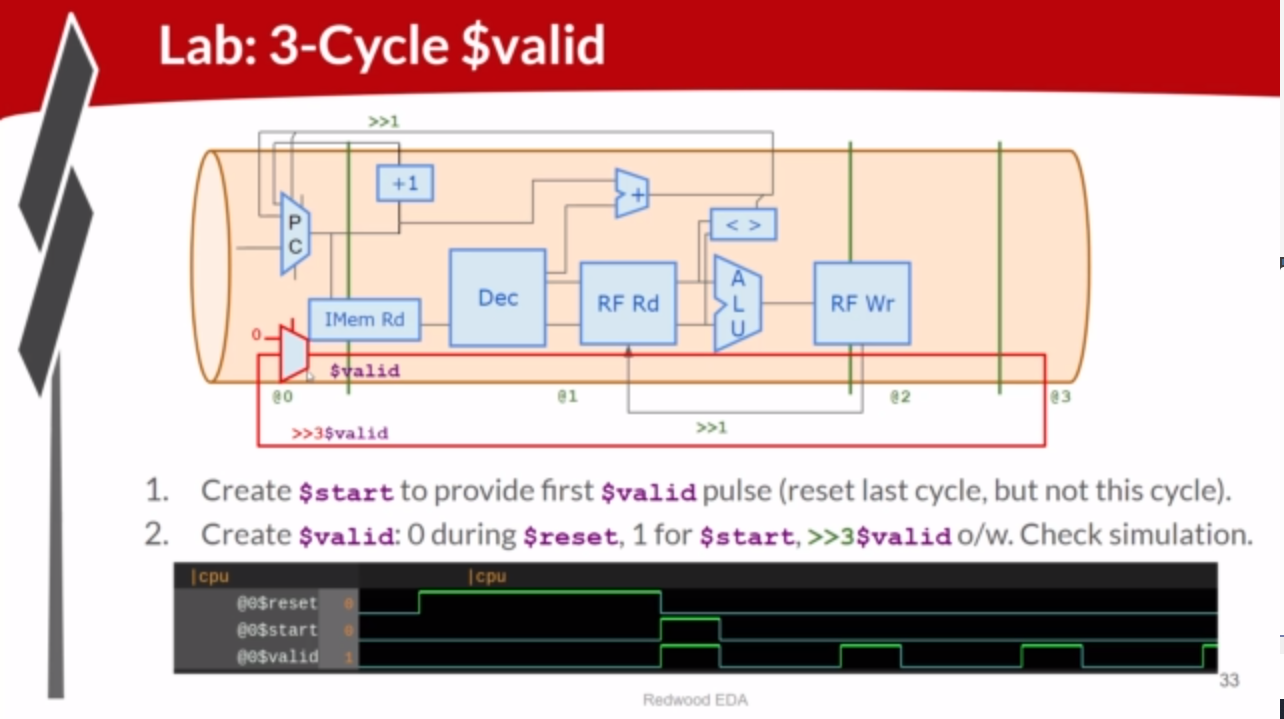 Lab: 3-Cycle $valid
>>1
+1
+
P
C
< >
A
L
U
Dec
RF Rd
RF Wr
IMem Rd
0
$valid
@0
@1
@2
@3
>>3$valid
>>1
1. Create $start to provide first $valid pulse (reset last cycle, but not this cycle).
2. Create $valid: 0 during $reset, 1 for $start, >>3$valid o/w. Check simulation.
|cpu |cpu
@0$reset 0
@0$start 0
@0$valid 1
33
Redwood EDA